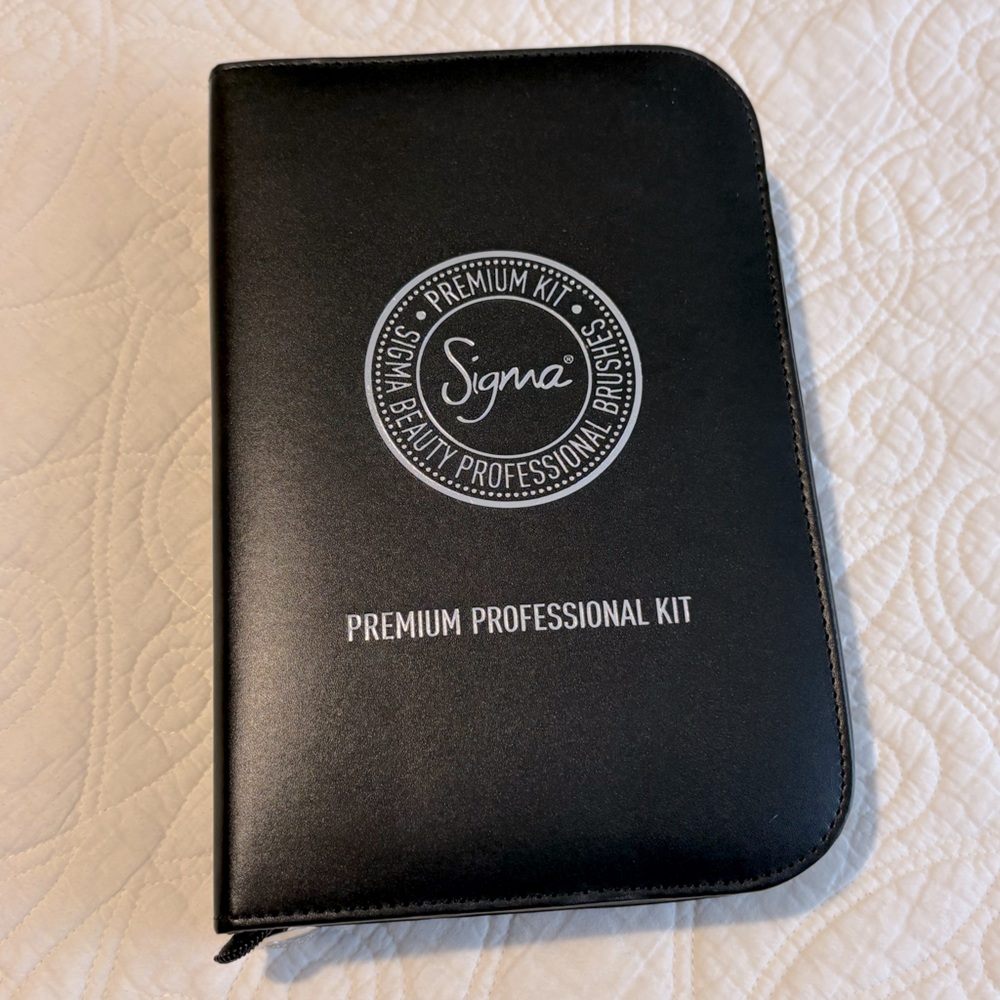 • PREMIUM KIT •
Sigma®
SIGMA BEAUTY PROFESSIONAL BRUSHES
PREMIUM PROFESSIONAL KIT